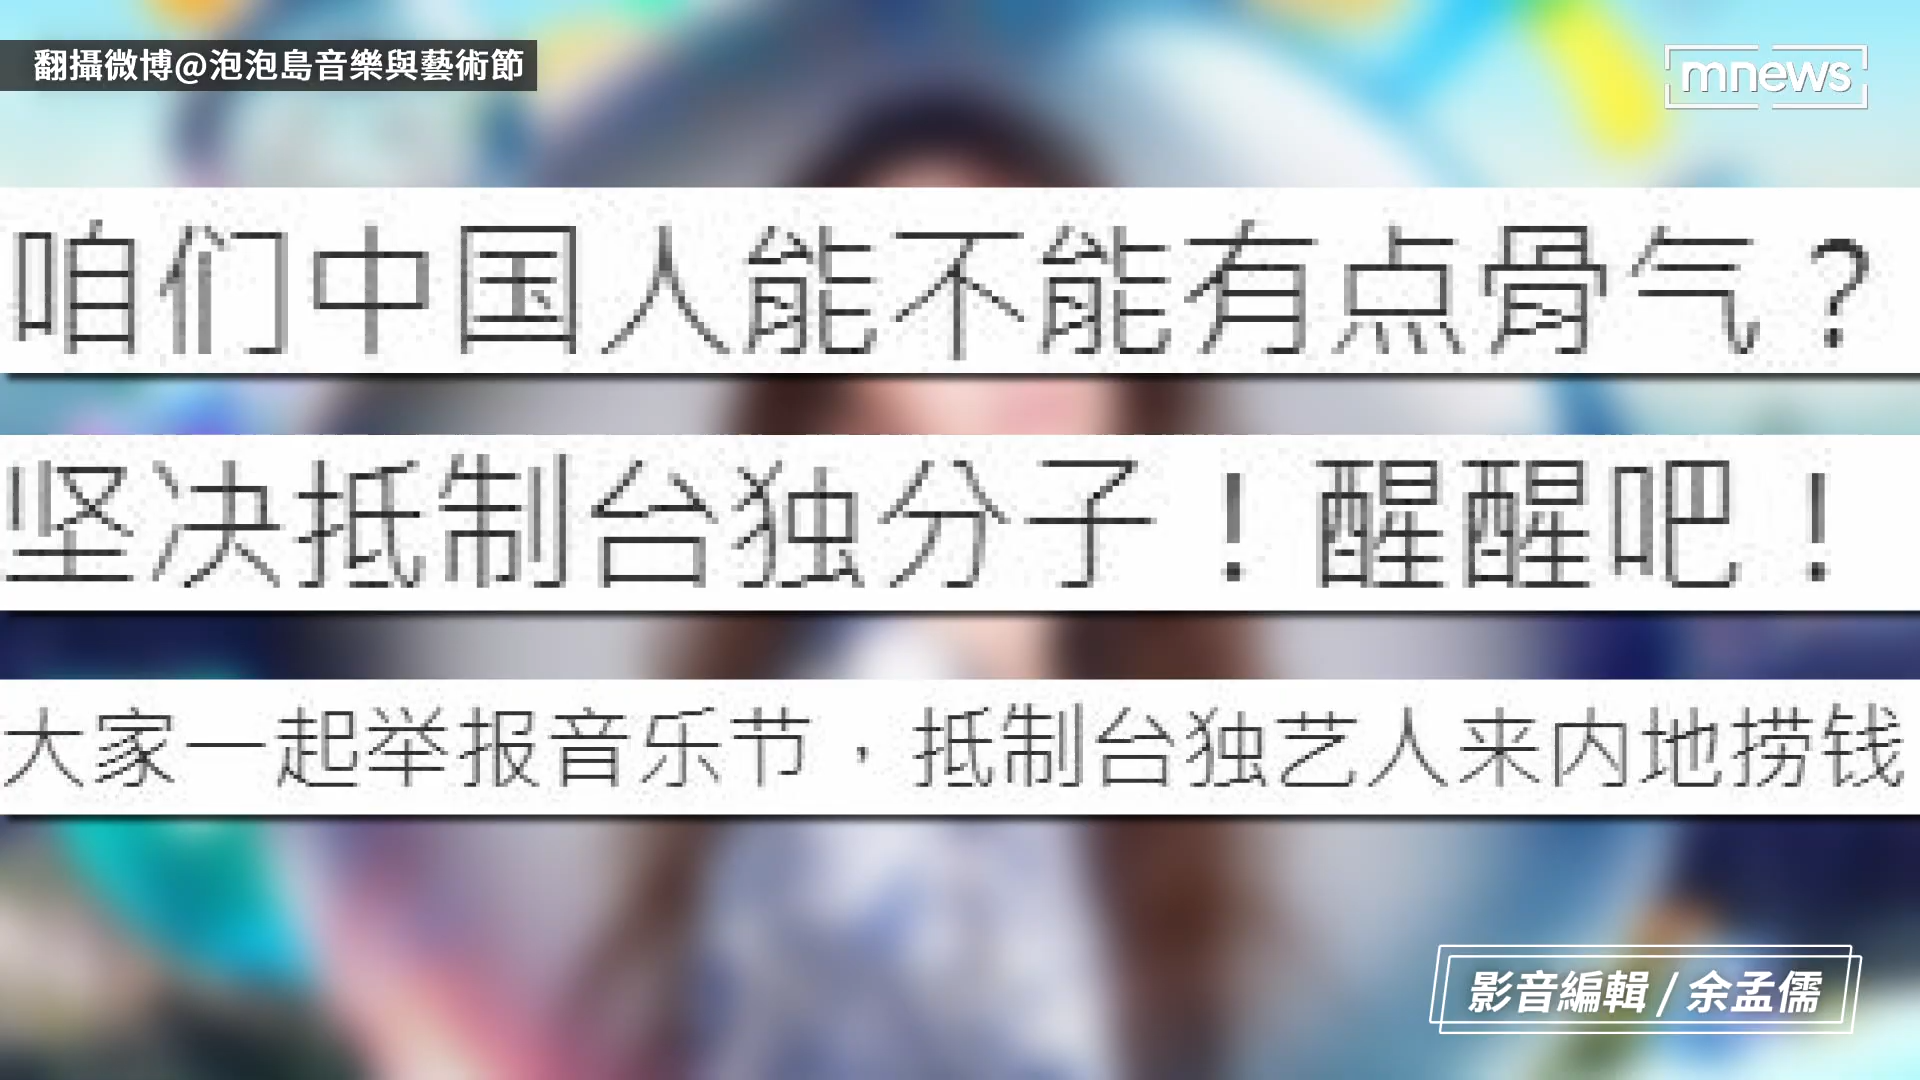 翻攝微博@泡泡島音樂與藝術節
mnews
咱们中国人能不能有点骨气？
坚决抵制台独分子！醒醒吧！
大家一起举报音乐节，抵制台独艺人来内地捞钱
影音編輯/余孟儒